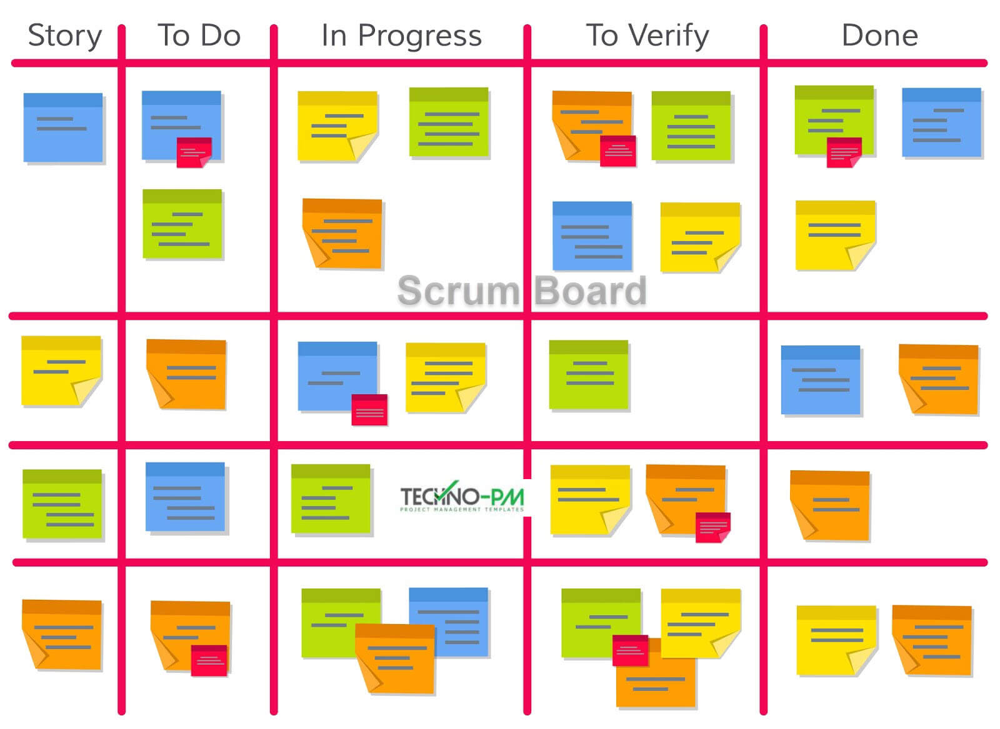 Story
To Do
In Progress
To Verify
Done
Scrum Board
TECHNO-PM
PROJECT MANAGEMENT TEMPLATES